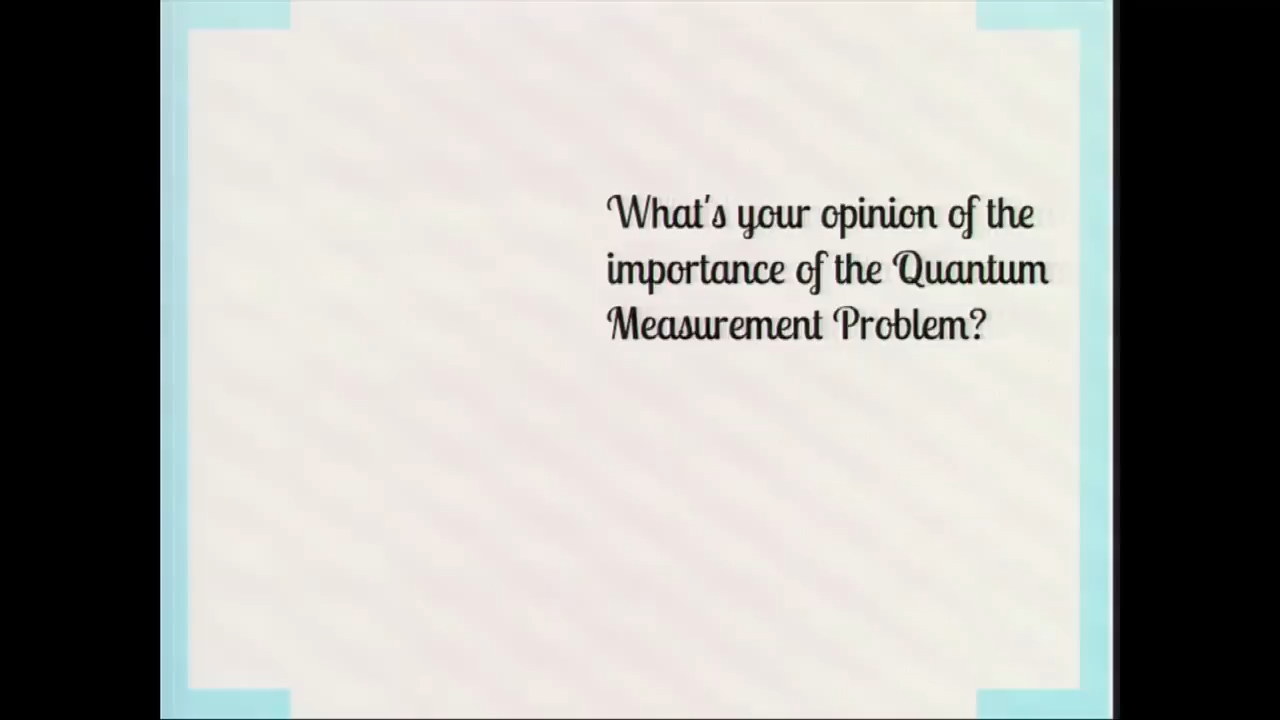 What's your opinion of the
importance of the Quantum
Measurement Problem?